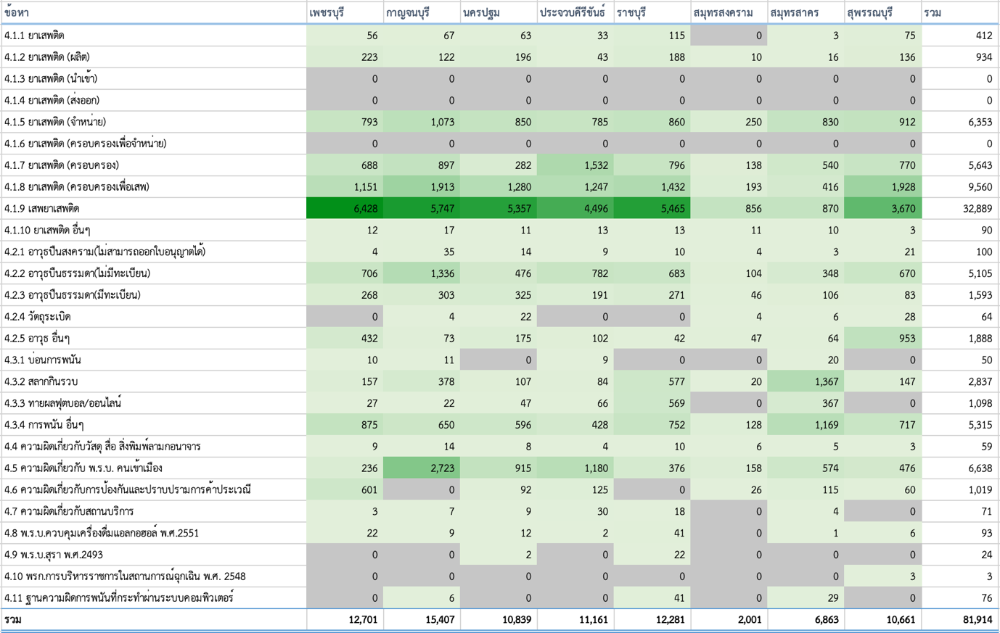 ข้อหา เพชรบุรี กาญจนบุรี นครปฐม ประจวบคีรีขันธ์ ราชบุรี สมุทรสงคราม สมุทรสาคร สุพรรณบุรี รวม
4.1.1 ยาเสพติด 56 67 63 33 115 0 3 75 412
4.1.2 ยาเสพติด (ผลิต) 223 122 196 43 188 10 16 136 934
4.1.3 ยาเสพติด (นำเข้า) 0 0 0 0 0 0 0 0 0
4.1.4 ยาเสพติด (ส่งออก) 0 0 0 0 0 0 0 0 0
4.1.5 ยาเสพติด (จำหน่าย) 793 1,073 850 785 860 250 830 912 6,353
4.1.6 ยาเสพติด (ครอบครองเพื่อจำหน่าย) 0 0 0 0 0 0 0 0 0
4.1.7 ยาเสพติด (ครอบครอง) 688 897 282 1,532 796 138 540 770 5,643
4.1.8 ยาเสพติด (ครอบครองเพื่อเสพ) 1,151 1,913 1,280 1,247 1,432 193 416 1,928 9,560
4.1.9 เสพยาเสพติด 6,428 5,747 5,357 4,496 5,465 856 870 3,670 32,889
4.1.10 ยาเสพติด อื่นๆ 12 17 11 13 13 11 10 3 90
4.2.1 อาวุธปืนสงคราม(ไม่สามารถออกใบอนุญาตได้) 4 35 14 9 10 4 3 21 100
4.2.2 อาวุธปืนธรรมดา(ไม่มีทะเบียน) 706 1,336 476 782 683 104 348 670 5,105
4.2.3 อาวุธปืนธรรมดา(มีทะเบียน) 268 303 325 191 271 46 106 83 1,593
4.2.4 วัตถุระเบิด 0 4 22 0 0 4 6 28 64
4.2.5 อาวุธ อื่นๆ 432 73 175 102 42 47 64 953 1,888
4.3.1 บ่อนการพนัน 10 11 0 9 0 0 20 0 50
4.3.2 สลากกินรวบ 157 378 107 84 577 20 1,367 147 2,837
4.3.3 ทายผลฟุตบอล/ออนไลน์ 27 22 47 66 569 0 367 0 1,098
4.3.4 การพนัน อื่นๆ 875 650 596 428 752 128 1,169 717 5,315
4.4 ความผิดเกี่ยวกับวัสดุ สื่อ สิ่งพิมพ์ลามกอนาจาร 9 14 8 4 10 6 5 3 59
4.5 ความผิดเกี่ยวกับ พ.ร.บ. คนเข้าเมือง 236 2,723 915 1,180 376 158 574 476 6,638
4.6 ความผิดเกี่ยวกับการป้องกันและปราบปรามการค้าประเวณี 601 0 92 125 0 26 115 60 1,019
4.7 ความผิดเกี่ยวกับสถานบริการ 3 7 9 30 18 0 4 0 71
4.8 พ.ร.บ.ควบคุมเครื่องดื่มแอลกอฮอล์ พ.ศ.2551 22 9 12 2 41 0 1 6 93
4.9 พ.ร.บ.สุรา พ.ศ.2493 0 0 2 0 22 0 0 0 24
4.10 พรก.การบริหารราชการในสถานการณ์ฉุกเฉิน พ.ศ. 2548 0 0 0 0 0 0 0 3 3
4.11 ฐานความผิดการพนันที่กระทำผ่านระบบคอมพิวเตอร์ 0 6 0 0 41 0 29 0 76
รวม 12,701 15,407 10,839 11,161 12,281 2,001 6,863 10,661 81,914